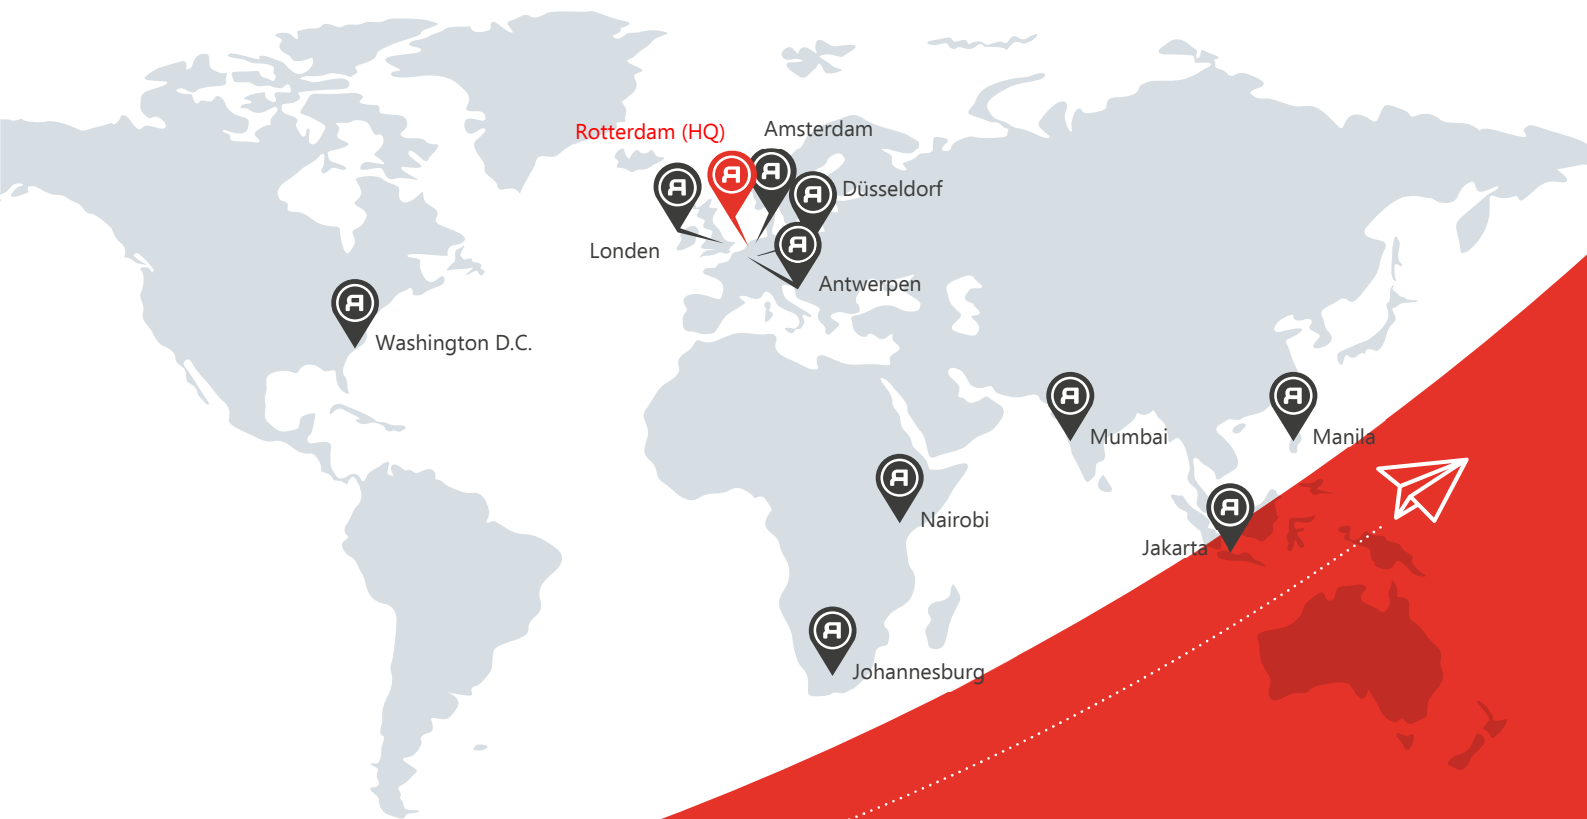 Rotterdam (HQ)
Amsterdam
Düsseldorf
Londen
Antwerpen
Washington D.C.
Mumbai
Manila
Nairobi
Jakarta
Johannesburg